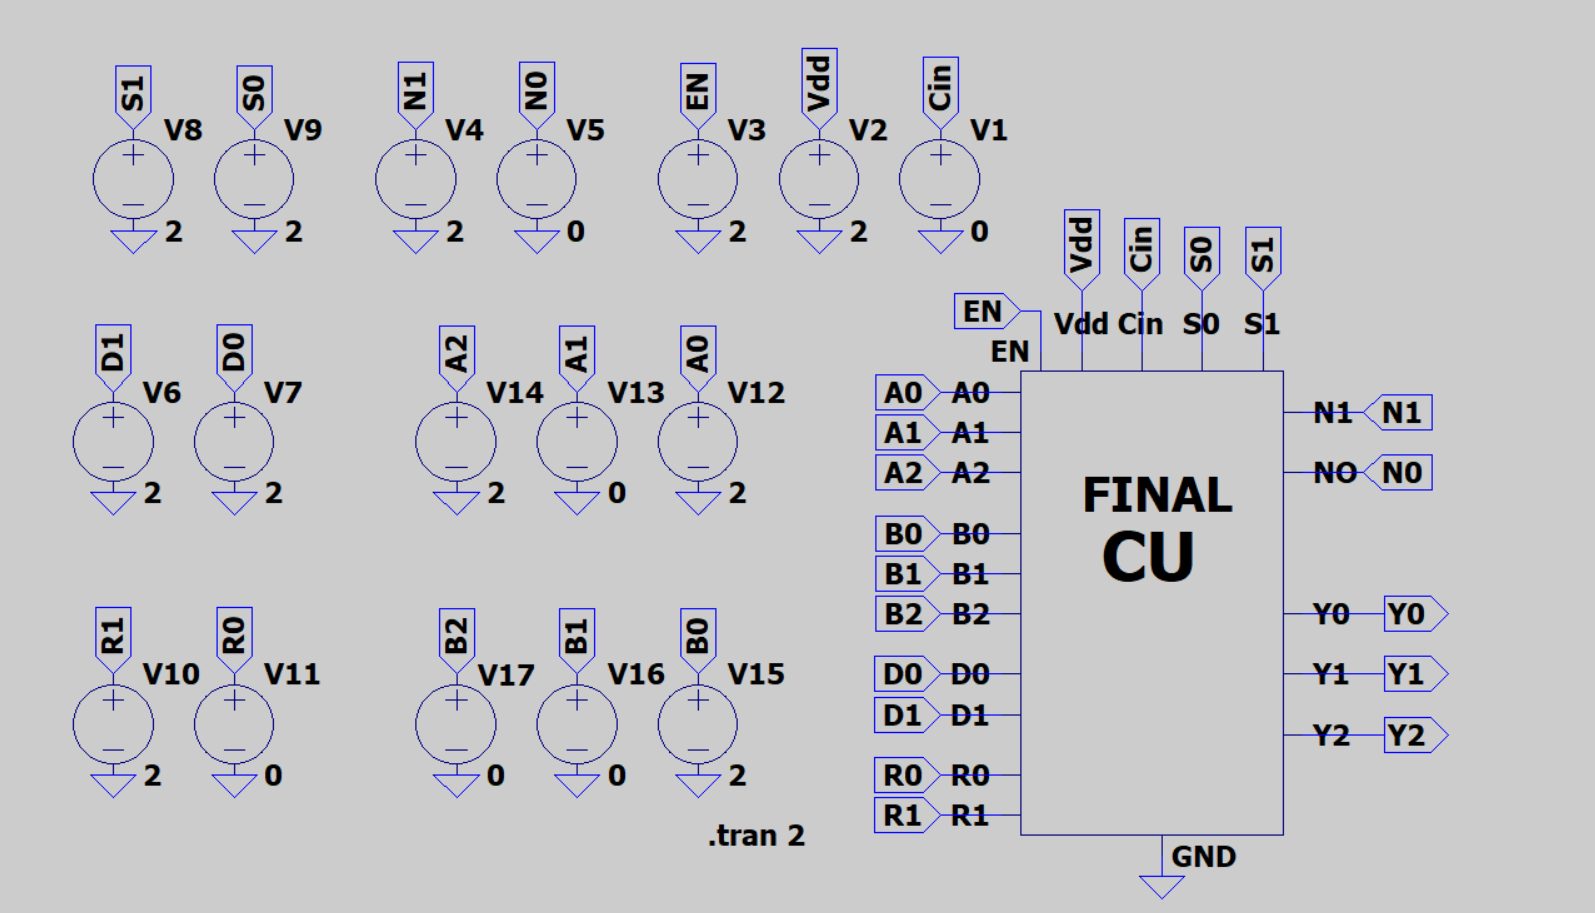 S1 S0 N1 N0 EN Vdd Cin
V8 V9 V4 V5 V3 V2 V1
+ + + + + + +
2 2 2 0 2 2 0
Vdd Cin S0 S1
EN
Vdd Cin S0 S1
EN
D1 D0 A2 A1 A0
V6 V7 V14 V13 V12
+ + + + +
2 2 2 0 2
A0 A0
A1 A1
A2 A2
N1 N1
NO N0
FINAL
CU
B0 B0
B1 B1
B2 B2
Y0 Y0
R1 R0 B2 B1 B0
V10 V11 V17 V16 V15
+ + + + +
2 0 0 0 2
D0 D0
D1 D1
Y1 Y1
Y2 Y2
R0 R0
R1 R1
.tran 2
GND